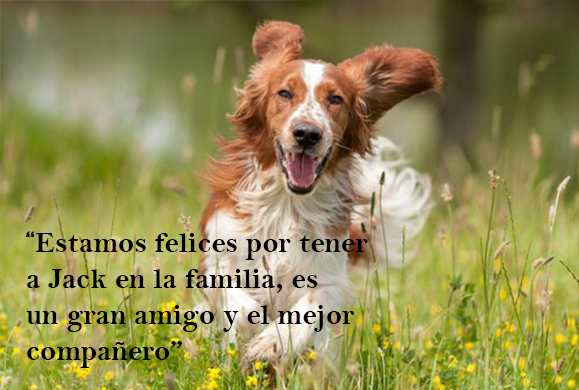 “Estamos felices por tener
a Jack en la familia, es
un gran amigo y el mejor
compañero”